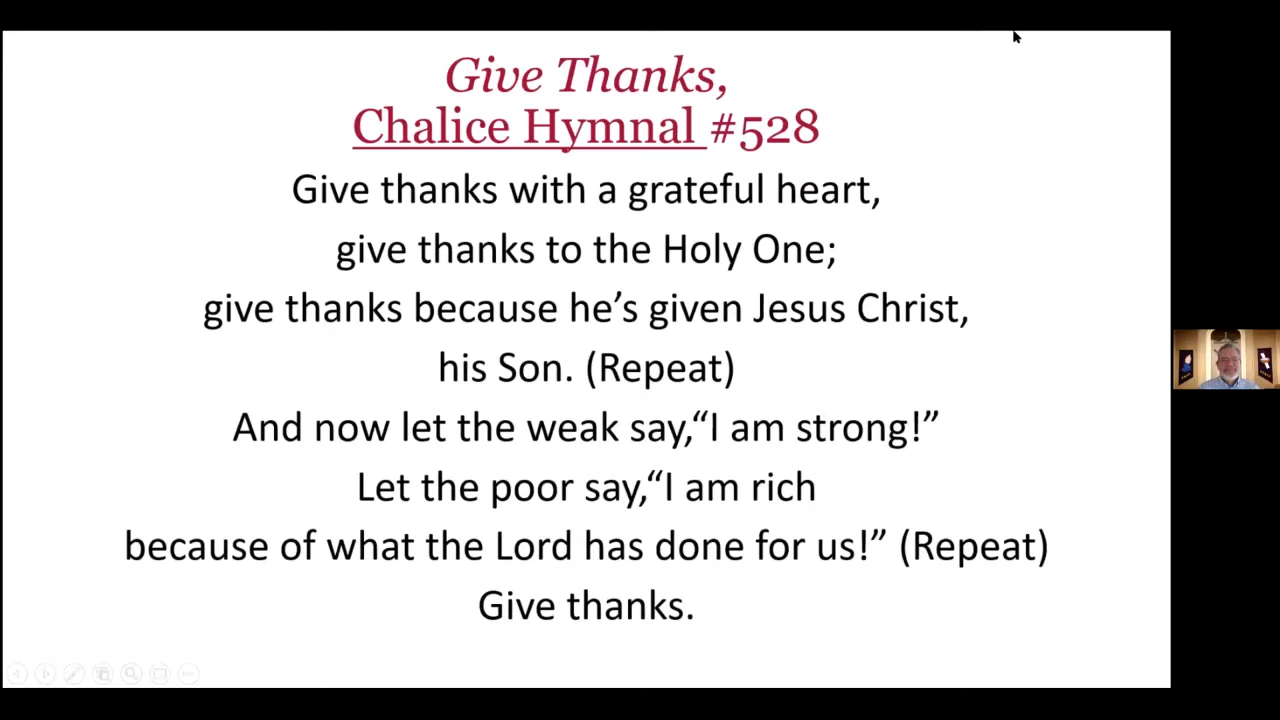 Give Thanks,
Chalice Hymnal #528
Give thanks with a grateful heart,
give thanks to the Holy One;
give thanks because he’s given Jesus Christ,
his Son. (Repeat)
And now let the weak say,“I am strong!”
Let the poor say,“I am rich
because of what the Lord has done for us!” (Repeat)
Give thanks.